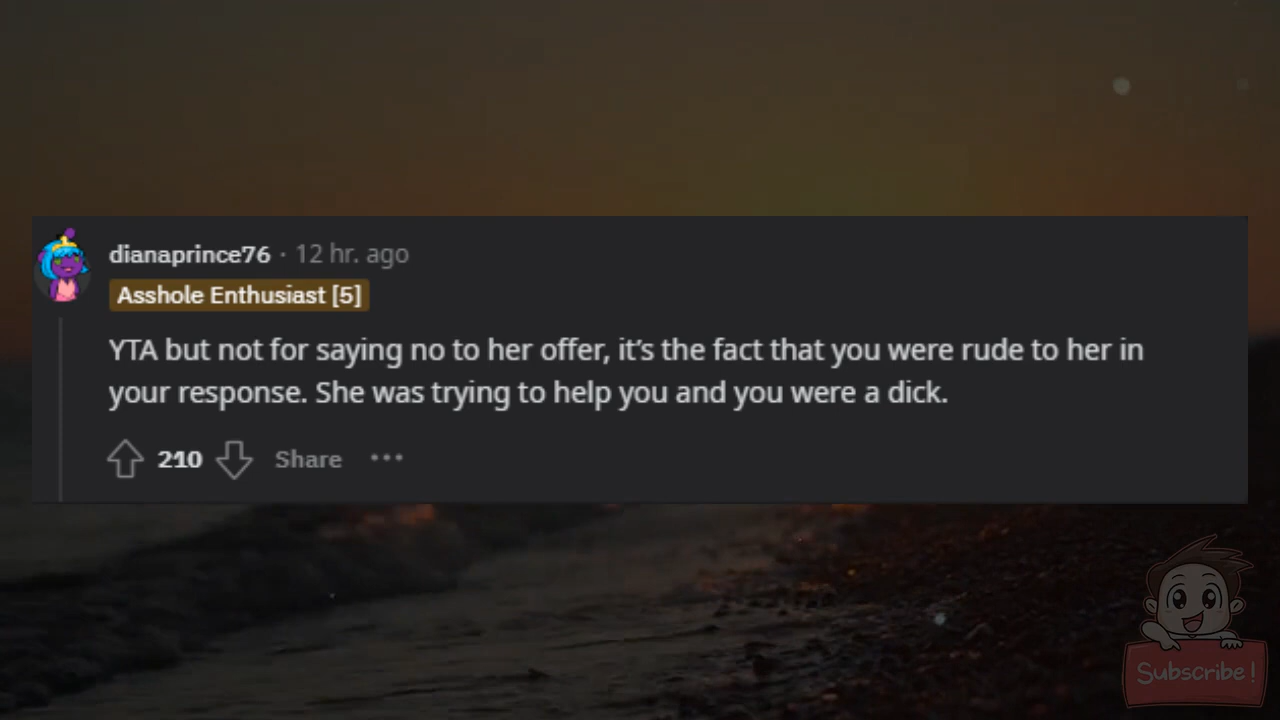 dianaprince76 · 12 hr. ago
Asshole Enthusiast [5]
YTA but not for saying no to her offer, it’s the fact that you were rude to her in
your response. She was trying to help you and you were a dick.
210 Share •••
Subscribe!